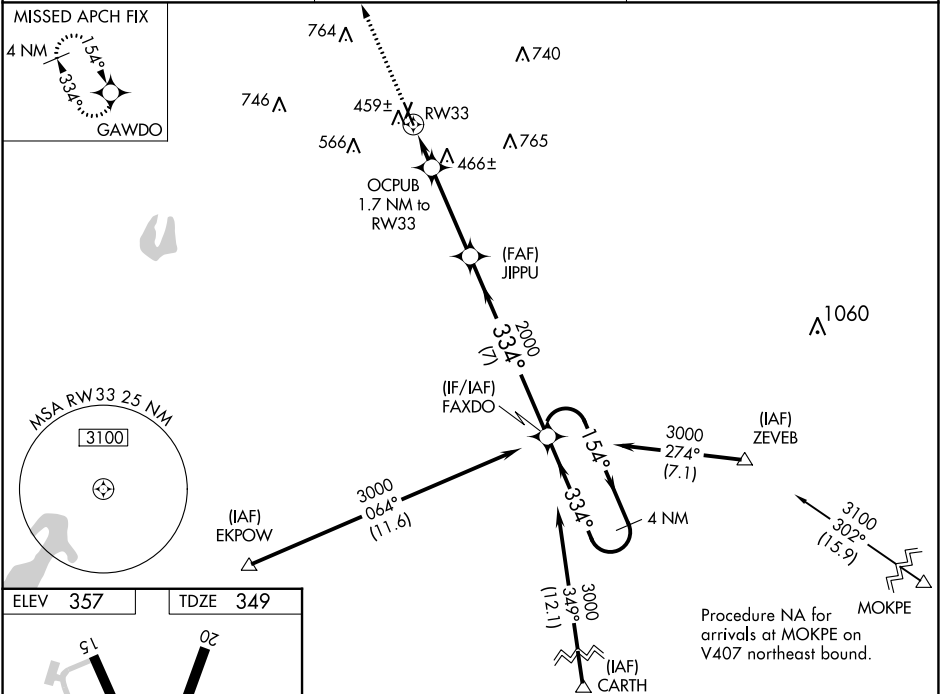 MISSED APCH FIX
4 NM
154°
334°
GAWDO
764
740
746
459±
RW33
566
466±
765
OCPUB
1.7 NM to
RW33
(FAF)
JIPPU
1060
2000
334°
(7)
(IF/IAF)
FAXDO
MSA RW33 25 NM
3100
154°
334°
4 NM
(IAF)
ZEVEB
3000
274°
(7.1)
3000
064°
(11.6)
(IAF)
EKPOW
3100
302°
(15.9)
MOKPE
3000
349°
(12.1)
(IAF)
CARTH
Procedure NA for
arrivals at MOKPE on
V407 northeast bound.
ELEV 357
TDZE 349
15
20